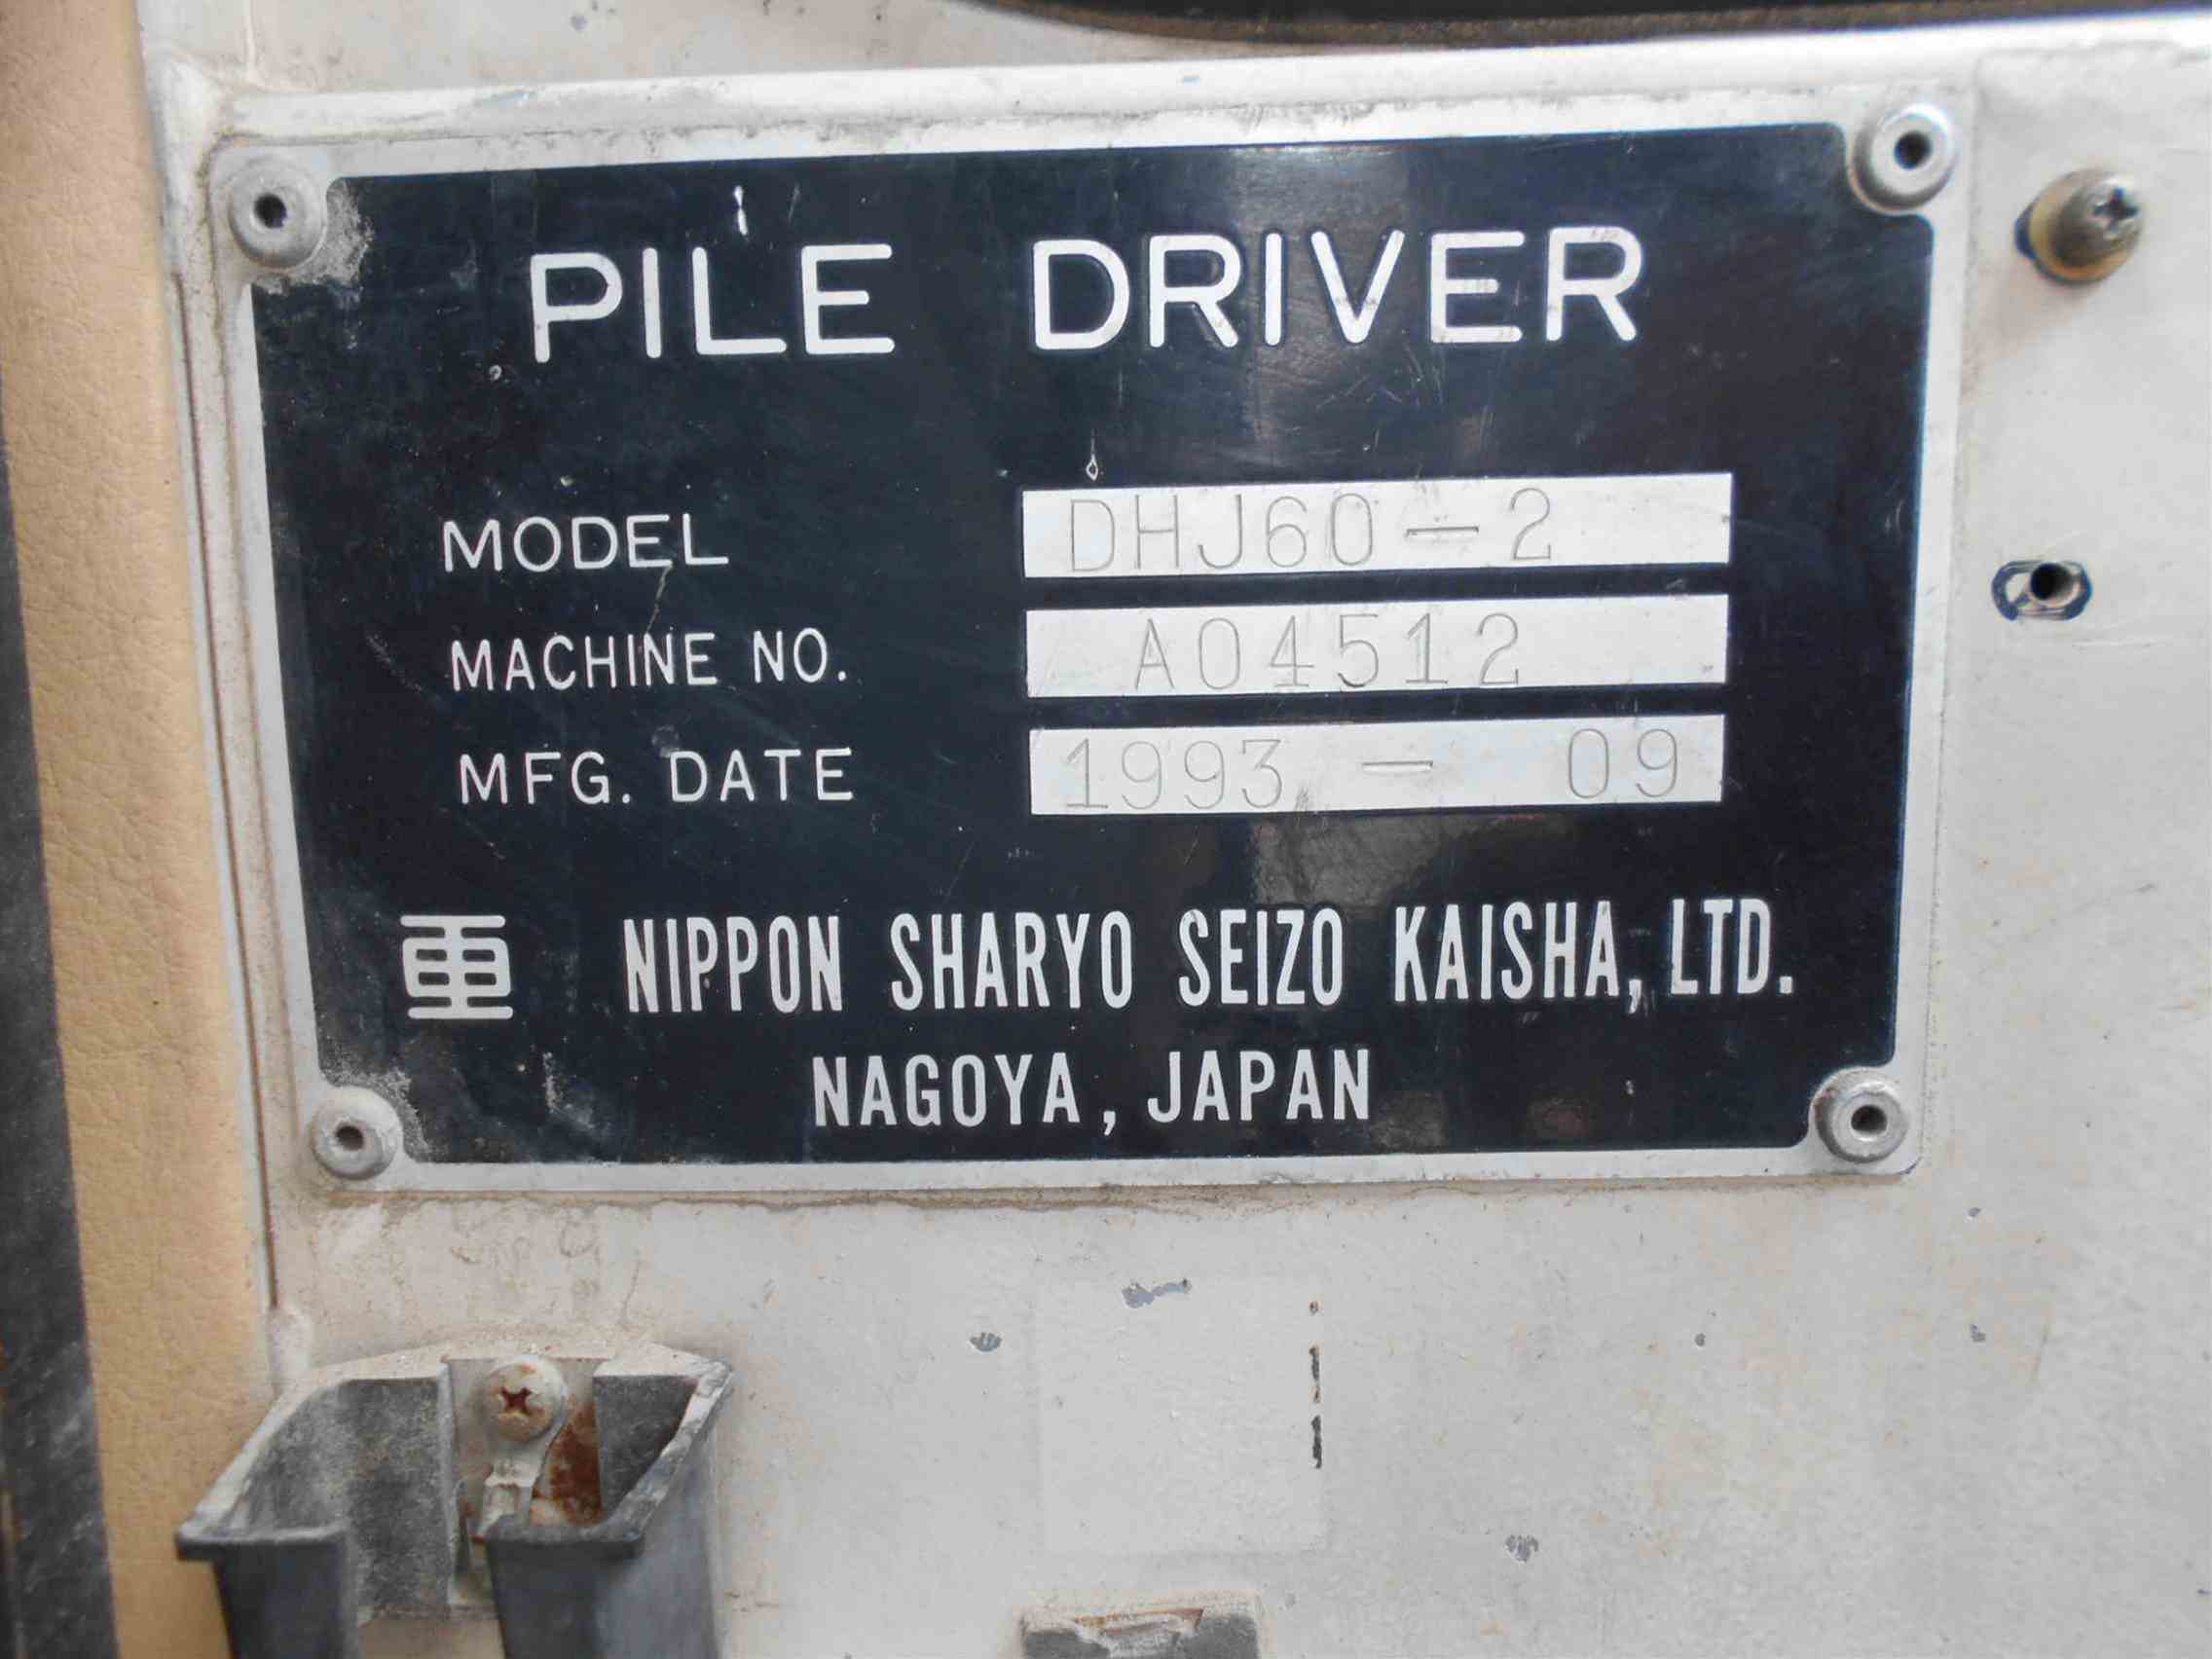 PILE DRIVER
MODEL DHJ60-2
MACHINE NO. A04512
MFG. DATE 1993 - 09
NIPPON SHARYO SEIZO KAISHA, LTD.
NAGOYA, JAPAN